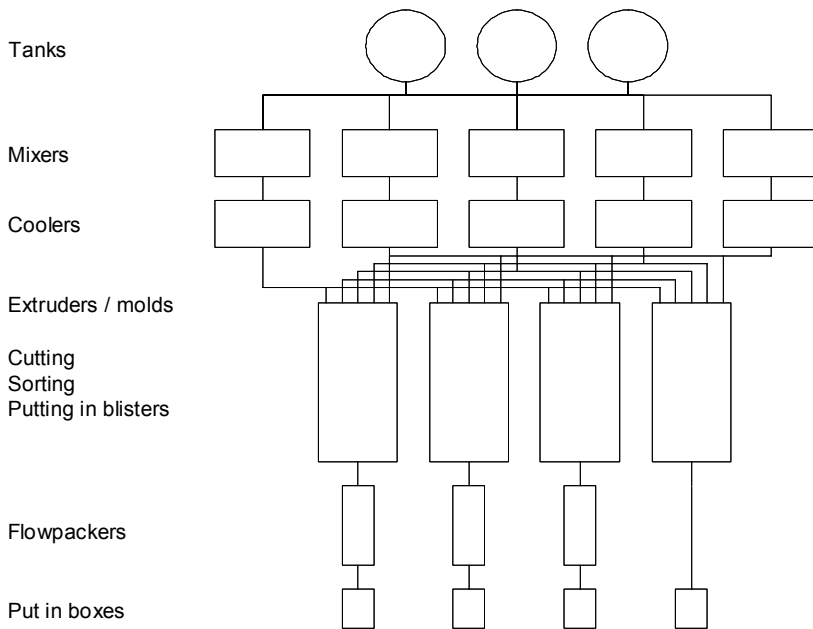 Tanks
Mixers
Coolers
Extruders / molds
Cutting
Sorting
Putting in blisters
Flowpackers
Put in boxes